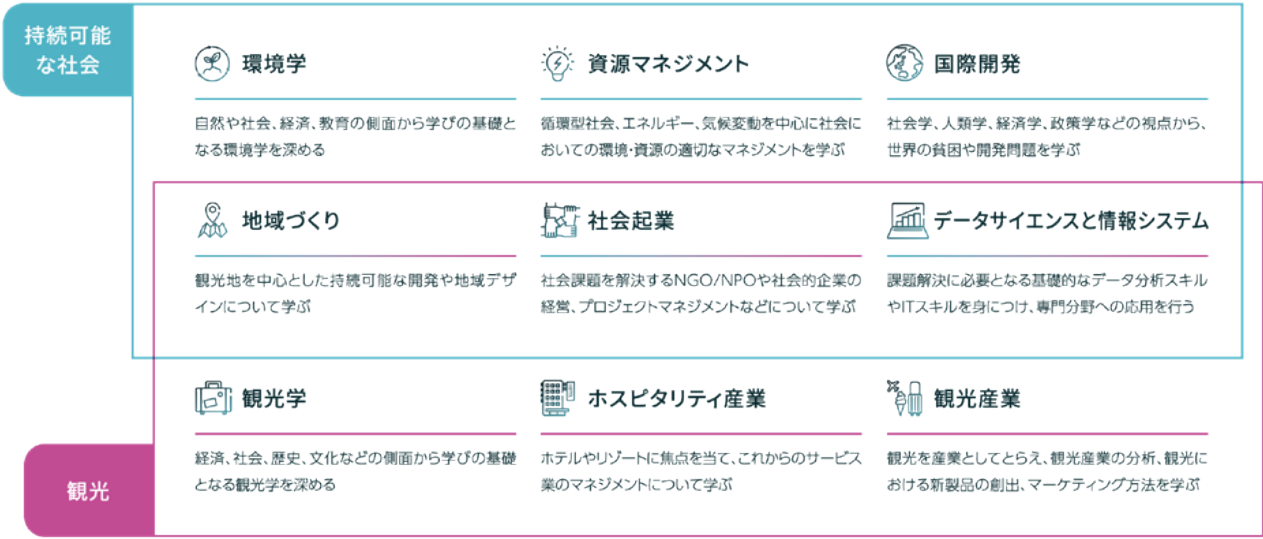 持続可能
な社会
環境学
自然や社会、経済、教育の側面から学びの基礎と
なる環境学を深める
資源マネジメント
循環型社会、エネルギー、気候変動を中心に社会に
おいての環境・資源の適切なマネジメントを学ぶ
国際開発
社会学、人類学、経済学、政策学などの視点から、
世界の貧困や開発問題を学ぶ
地域づくり
観光地を中心とした持続可能な開発や地域デザ
インについて学ぶ
社会起業
社会課題を解決するNGO/NPOや社会的企業の
経営、プロジェクトマネジメントなどについて学ぶ
データサイエンスと情報システム
課題解決に必要となる基礎的なデータ分析スキル
やITスキルを身につけ、専門分野への応用を行う
観光
観光学
経済、社会、歴史、文化などの側面から学びの基礎
となる観光学を深める
ホスピタリティ産業
ホテルやリゾートに焦点を当て、これからのサービス
業のマネジメントについて学ぶ
観光産業
観光を産業としてとらえ、観光産業の分析、観光に
おける新製品の創出、マーケティング方法を学ぶ